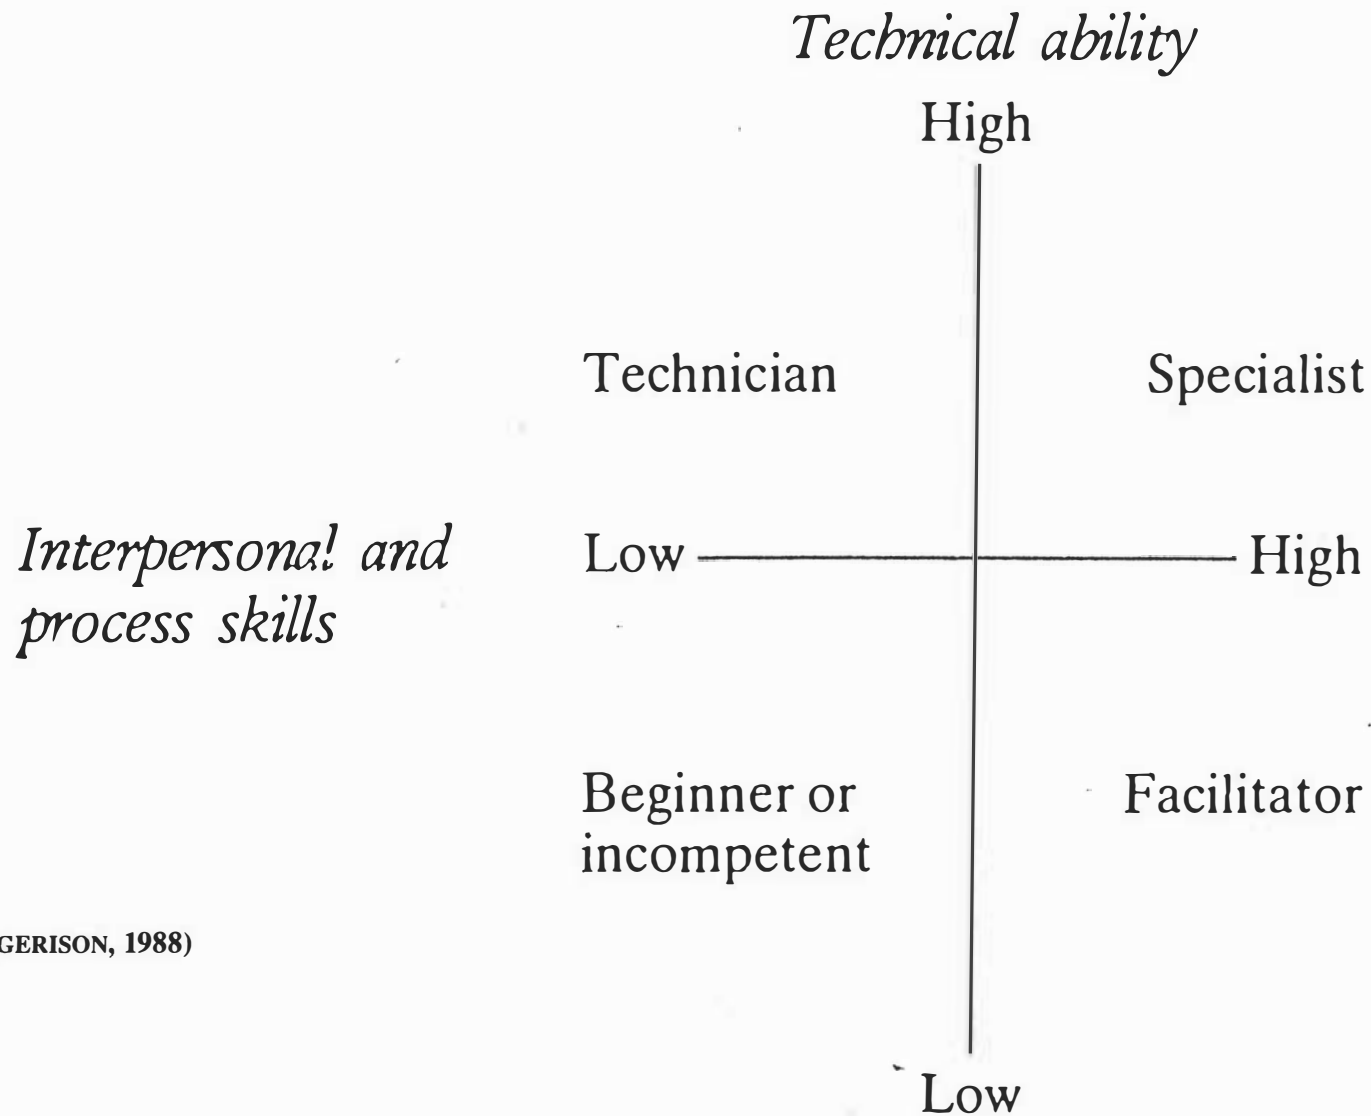 Technical ability
High
Technician Specialist
Interpersonal and
process skills
Low High
Beginner or
incompetent
Facilitator
GERISON, 1988)
Low